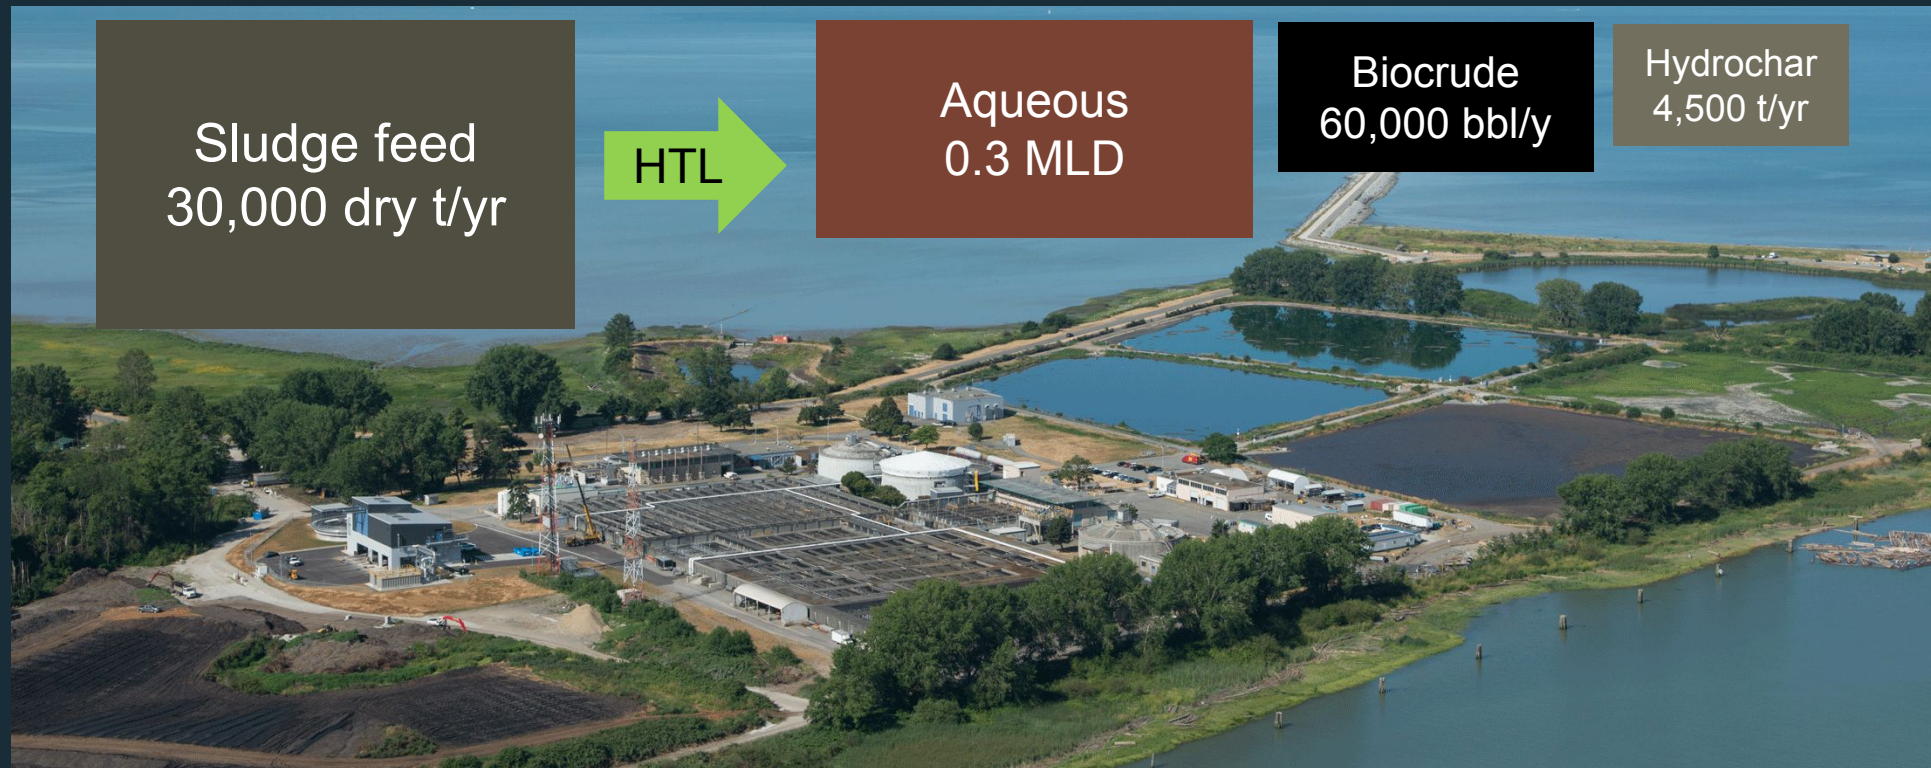 Sludge feed
30,000 dry t/yr
HTL
Aqueous
0.3 MLD
Biocrude
60,000 bbl/y
Hydrochar
4,500 t/yr